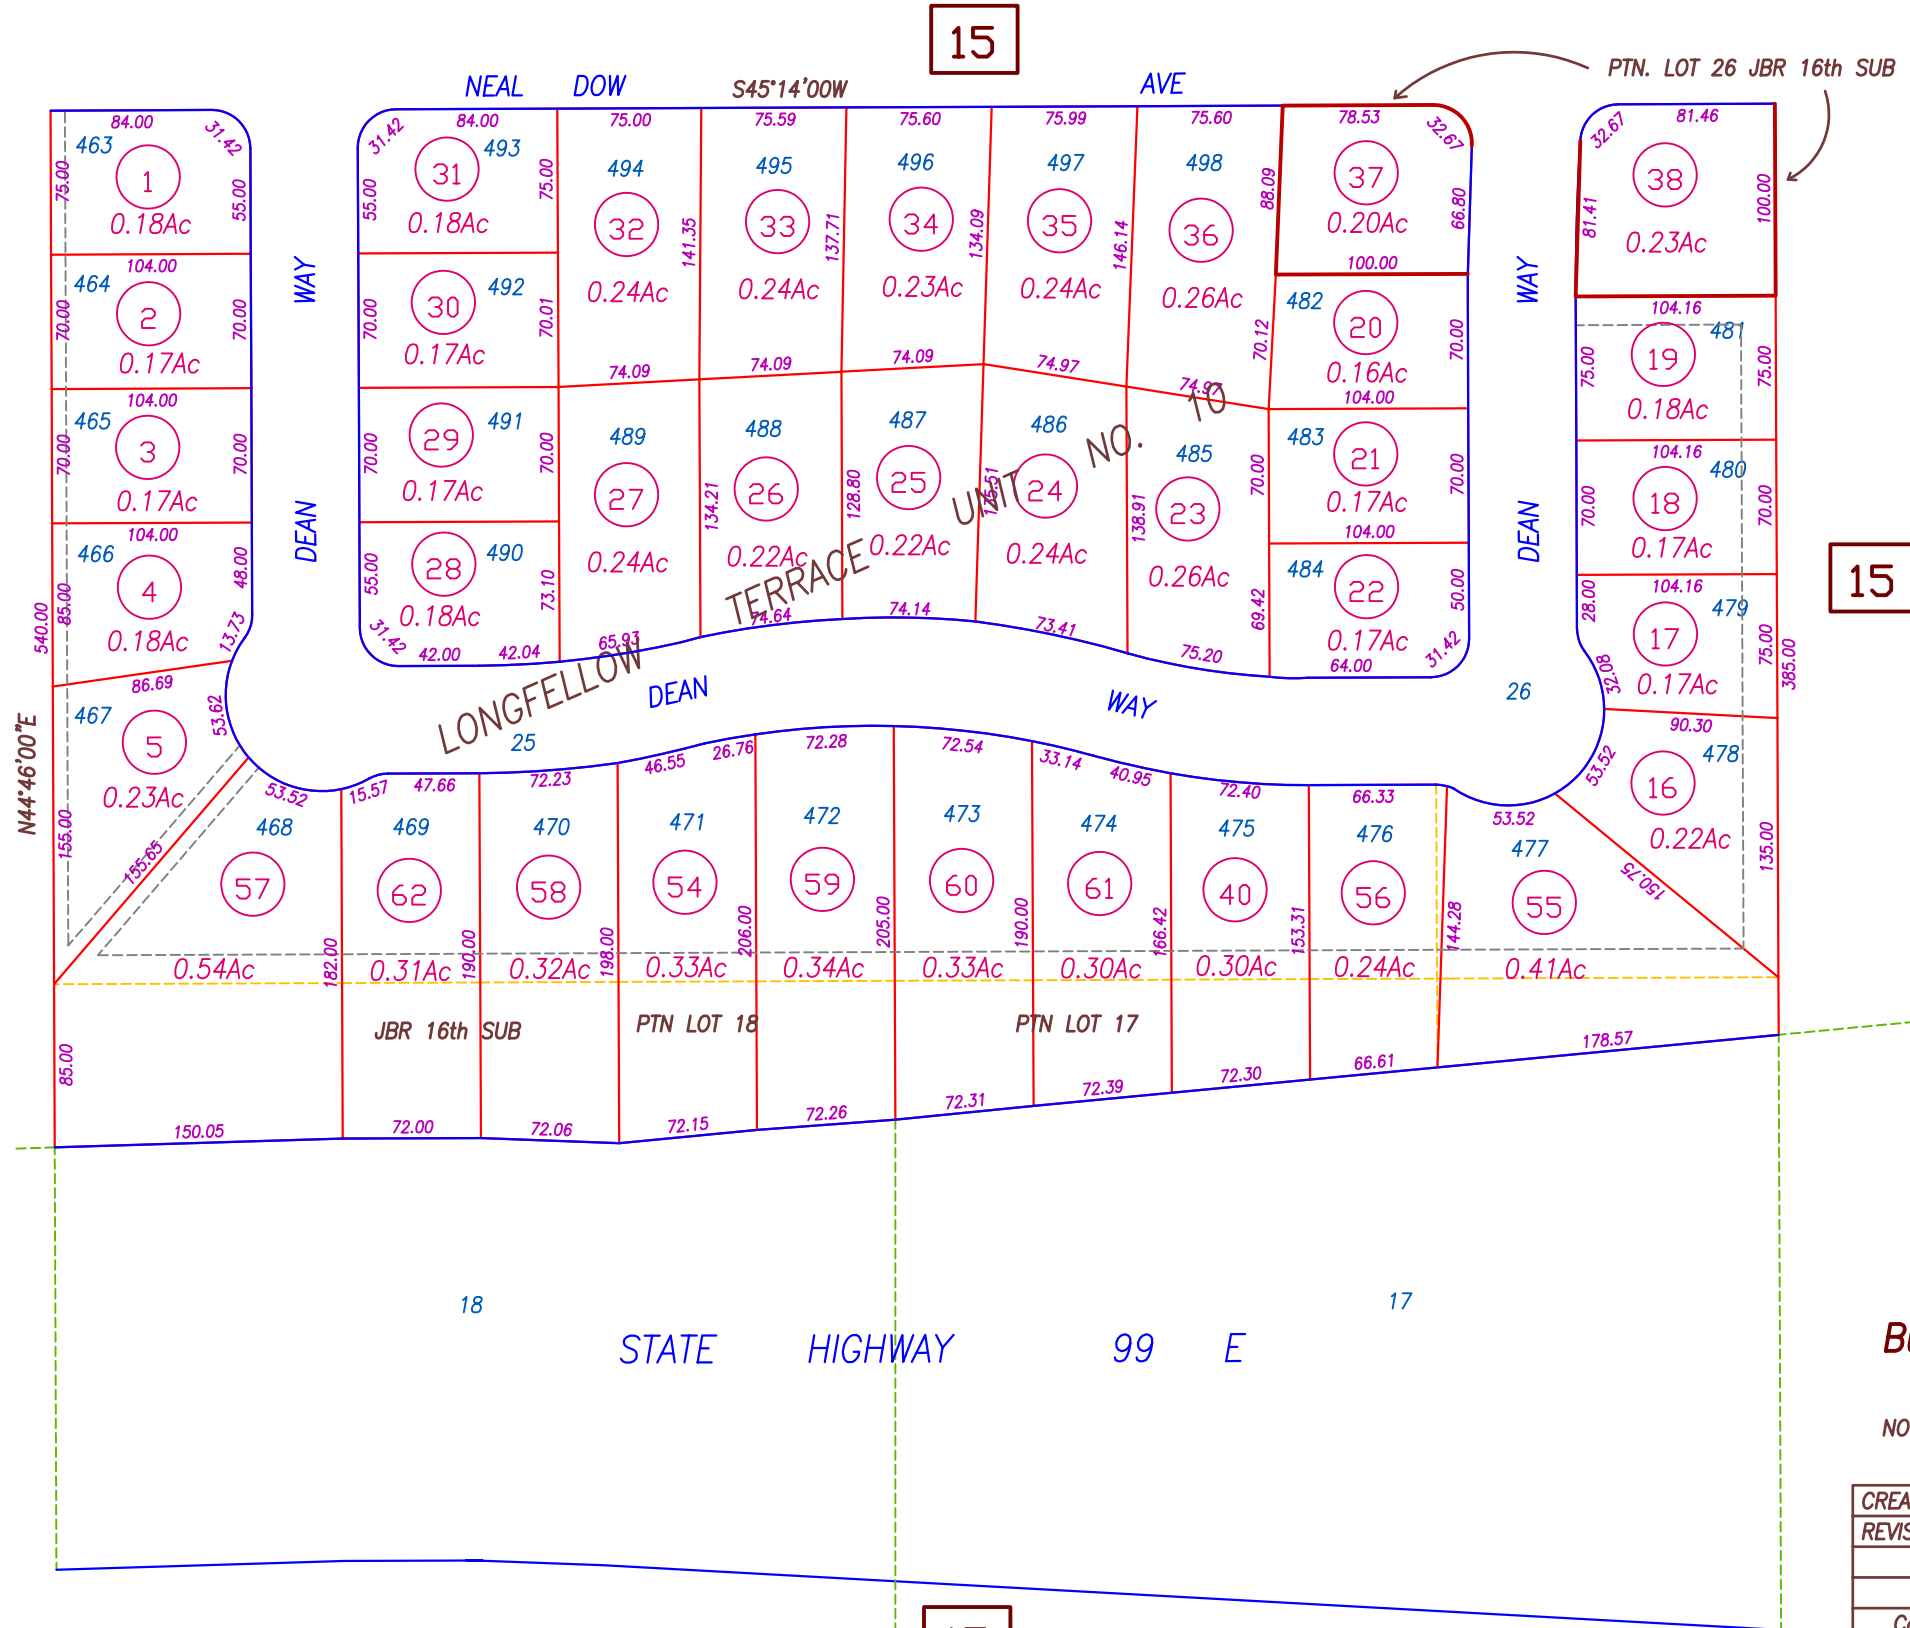 15
PTN. LOT 26 JBR 16th SUB
NEAL DOW S45°14'00W AVE
84.00 31.42 31.42 84.00 75.00 75.59 75.60 75.99 75.60 78.53 32.67 32.67 81.46
463 493 494 495 496 497 498
75.00 1 55.00 55.00 31 75.00 32 33 34 35 36 88.09 37 66.80 81.41 38 100.00
0.18Ac 0.18Ac 141.35 137.71 134.09 146.14 0.20Ac 0.23Ac
104.00 100.00
464 WAY 492 0.24Ac 0.24Ac 0.23Ac 0.24Ac 0.26Ac 482 WAY 104.16
70.00 2 70.00 70.00 30 70.01 70.12 20 70.00 75.00 19 481 75.00
0.17Ac 0.17Ac 74.09 74.09 74.09 74.97 74.97 0.16Ac 0.18Ac
104.00 104.00
465 491 489 488 487 486 485 483 104.16
70.00 3 70.00 70.00 29 70.00 21 70.00 480
0.17Ac 0.17Ac 27 26 25 24 23 70.00 0.17Ac 70.00 18 70.00
104.00 DEAN 134.21 128.80 138.91 104.00 DEAN 0.17Ac
466 490 0.24Ac 0.22Ac 0.22Ac 0.24Ac 0.26Ac 484 104.16
85.00 4 48.00 55.00 28 73.10 69.42 22 50.00 28.00 479
0.18Ac 13.73 0.18Ac 0.17Ac 17 75.00
540.00 31.42 42.00 42.04 65.93 74.64 74.14 73.41 75.20 64.00 31.42 32.08 0.17Ac 385.00
LONGFELLOW TERRACE UNIT NO. 10
15
86.69 DEAN WAY 26 90.30
467 53.62 25 478
N44°46'00"E 5 53.52 16
0.23Ac 0.22Ac
155.00 155.65 53.52 15.57 47.66 72.23 46.55 26.76 72.28 72.54 33.14 40.95 72.40 66.33 53.52 150.75 135.00
468 469 470 471 472 473 474 475 476 477
57 62 58 54 59 60 61 40 56 55
182.00 190.00 198.00 206.00 205.00 190.00 166.42 153.31 144.28
0.54Ac 0.31Ac 0.32Ac 0.33Ac 0.34Ac 0.33Ac 0.30Ac 0.30Ac 0.24Ac 0.41Ac
JBR 16th SUB PTN LOT 18 PTN LOT 17
85.00
150.05 72.00 72.06 72.15 72.26 72.31 72.39 72.30 66.61 178.57
18 17
STATE HIGHWAY 99 E
NO
CREA
REVIS